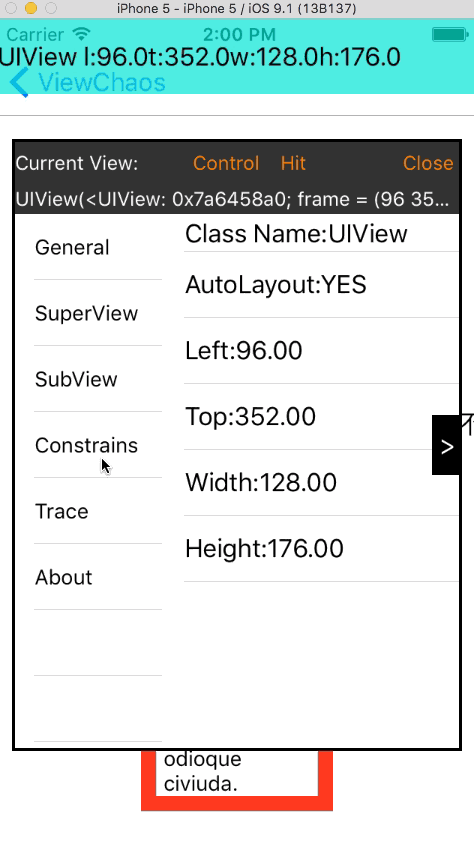 iPhone 5 - iPhone 5 / iOS 9.1 (13B137)
Carrier 2:00 PM
UIView l:96.0t:352.0w:128.0h:176.0
ViewChaos
Current View: Control Hit Close
UIView(<UIView: 0x7a6458a0; frame = (96 35...
General
SuperView
SubView
Constrains
Trace
About
Class Name:UIView
AutoLayout:YES
Left:96.00
Top:352.00
Width:128.00
Height:176.00
>
odioque
civiuda.